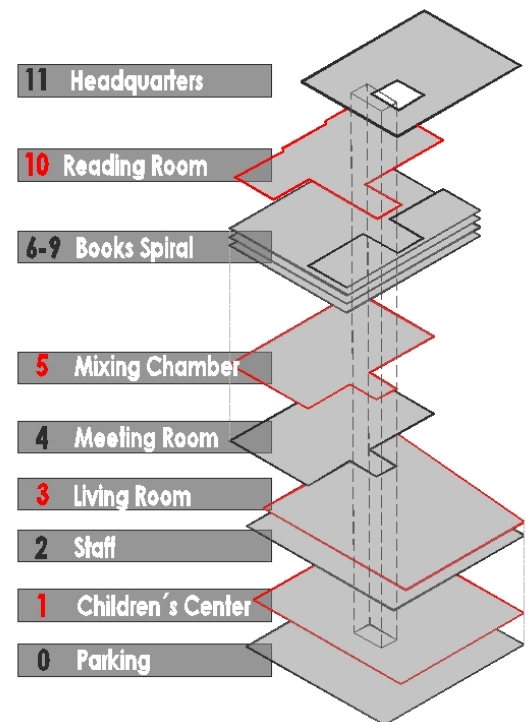 11 Headquarters
10 Reading Room
6-9 Books Spiral
5 Mixing Chamber
4 Meeting Room
3 Living Room
2 Staff
1 Children´s Center
0 Parking